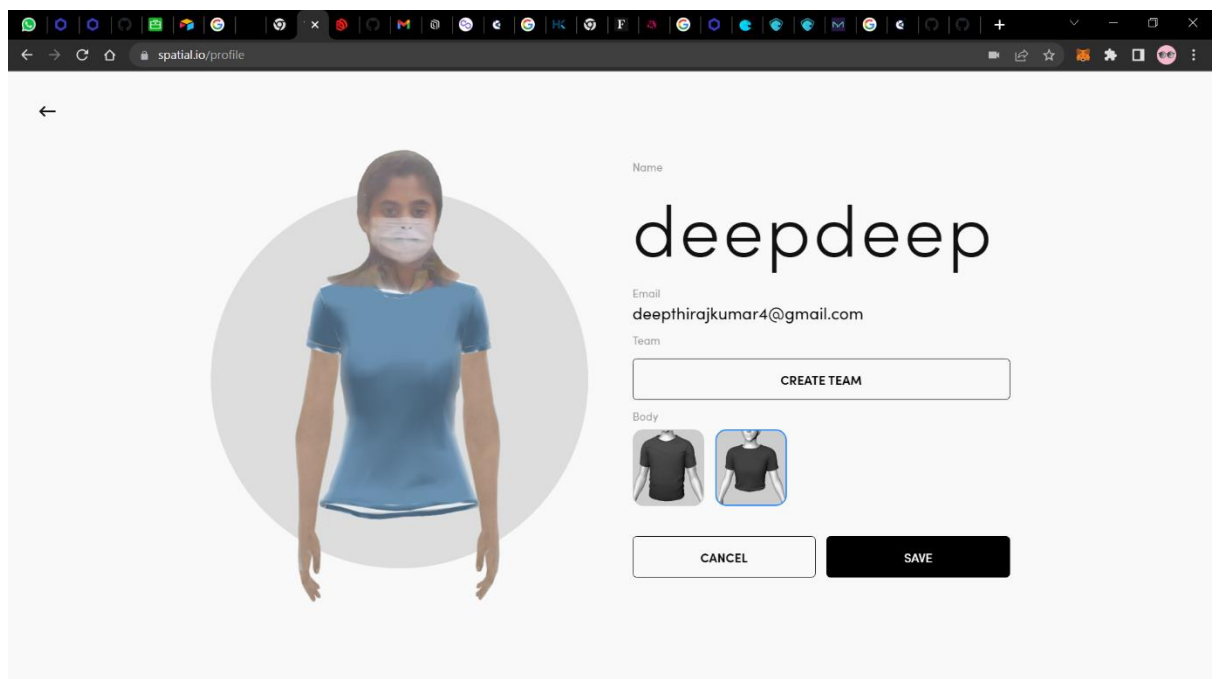 spatial.io/profile
Name
deepdeep
Email
deepthirajkumar4@gmail.com
Team
CREATE TEAM
Body
CANCEL
SAVE